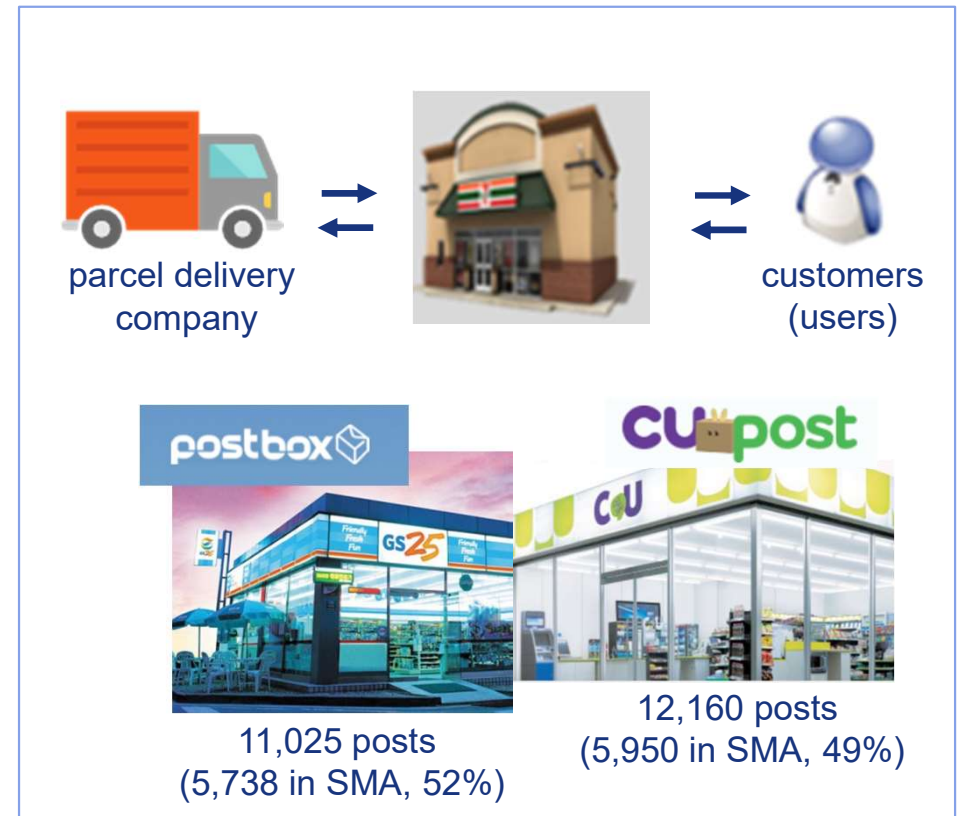 parcel delivery
company
customers
(users)
postbox
CU post
Friendly
Fresh
Fun
GS25
CU
11,025 posts
(5,738 in SMA, 52%)
12,160 posts
(5,950 in SMA, 49%)